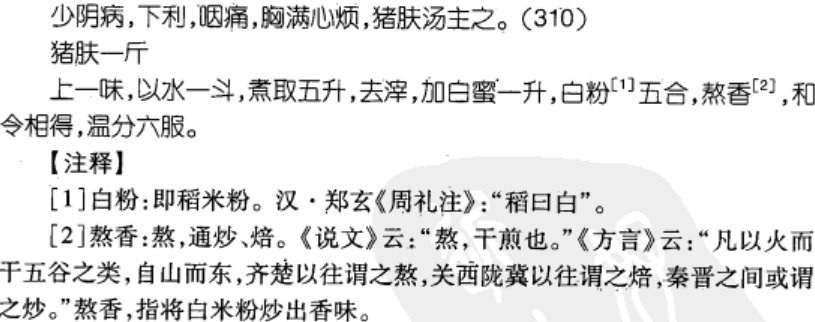 少阴病,下利,咽痛,胸满心烦,猪肤汤主之。(310)
猪肤一斤
上一味,以水一斗,煮取五升,去滓,加白蜜一升,白粉[1]五合,熬香[2],和
令相得,温分六服。
【注释】
[1]白粉:即稻米粉。汉·郑玄《周礼注》:“稻曰白”。
[2]熬香:熬,通炒、焙。《说文》云:“熬,干煎也。”《方言》云:“凡以火而
干五谷之类,自山而东,齐楚以往谓之熬,关西陇冀以往谓之焙,秦晋之间或谓
之炒。”熬香,指将白米粉炒出香味。